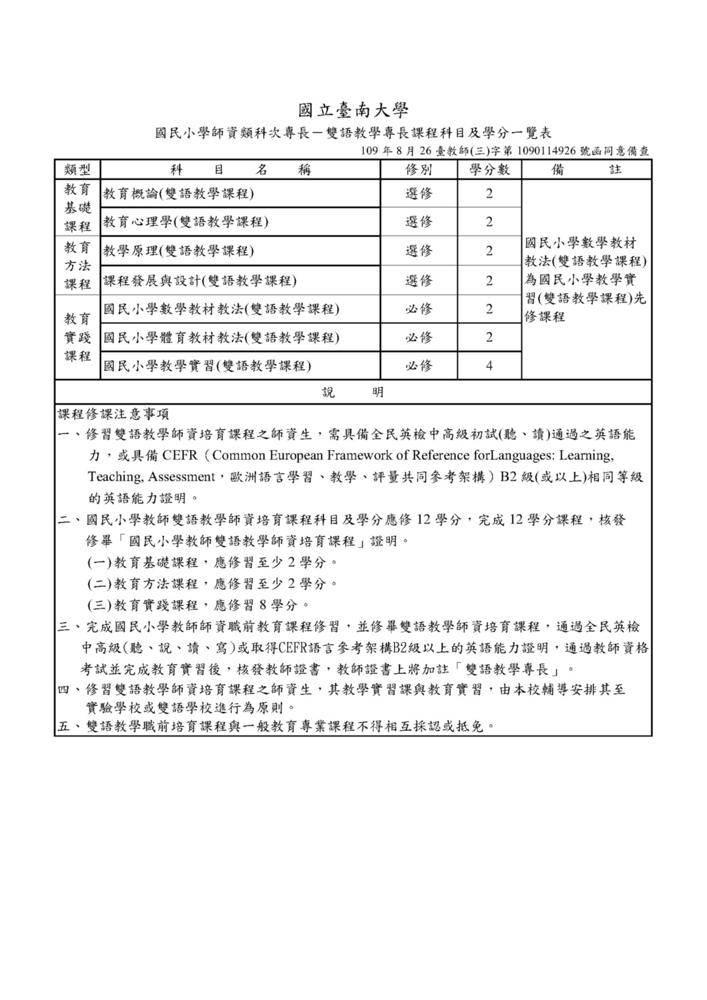 國立臺南大學
國民小學師資類科次專長－雙語教學專長課程科目及學分一覽表
109 年 8 月 26 臺教師(三)字第 1090114926 號函同意備查
類型 科 目 名 稱 修別 學分數 備 註
教育
基礎
課程
教育概論(雙語教學課程) 選修 2
教育心理學(雙語教學課程) 選修 2
教育
方法
課程
教學原理(雙語教學課程) 選修 2
課程發展與設計(雙語教學課程) 選修 2
教育
實踐
課程
國民小學數學教材教法(雙語教學課程) 必修 2
國民小學體育教材教法(雙語教學課程) 必修 2
國民小學教學實習(雙語教學課程) 必修 4
國民小學數學教材
教法(雙語教學課程)
為國民小學教學實
習(雙語教學課程)先
修課程
說 明
課程修課注意事項
一、修習雙語教學師資培育課程之師資生，需具備全民英檢中高級初試(聽、讀)通過之英語能
力，或具備 CEFR（Common European Framework of Reference forLanguages: Learning,
Teaching, Assessment，歐洲語言學習、教學、評量共同參考架構）B2 級(或以上)相同等級
的英語能力證明。
二、國民小學教師雙語教學師資培育課程科目及學分應修 12 學分，完成 12 學分課程，核發
修畢「國民小學教師雙語教學師資培育課程」證明。
(一)教育基礎課程，應修習至少 2 學分。
(二)教育方法課程，應修習至少 2 學分。
(三)教育實踐課程，應修習 8 學分。
三、完成國民小學教師師資職前教育課程修習，並修畢雙語教學師資培育課程，通過全民英檢
中高級(聽、說、讀、寫)或取得CEFR語言參考架構B2級以上的英語能力證明，通過教師資格
考試並完成教育實習後，核發教師證書，教師證書上將加註「雙語教學專長」。
四、修習雙語教學師資培育課程之師資生，其教學實習課與教育實習，由本校輔導安排其至
實驗學校或雙語學校進行為原則。
五、雙語教學職前培育課程與一般教育專業課程不得相互採認或抵免。